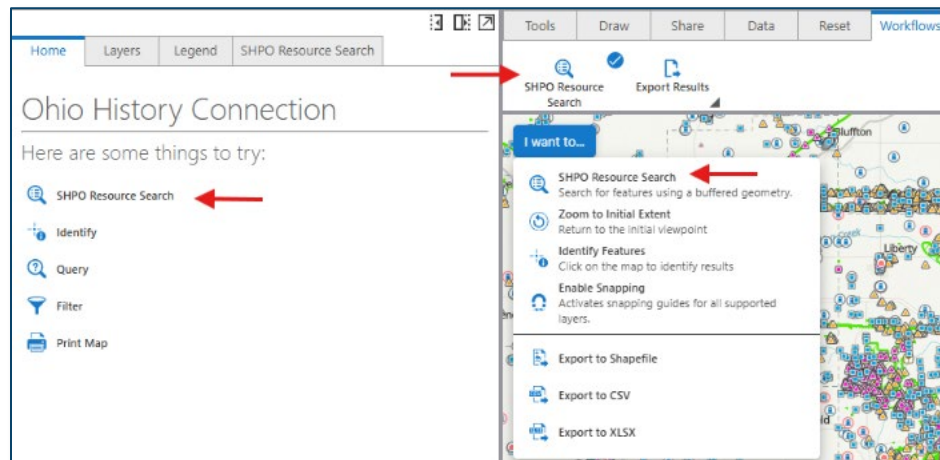 Home Layers Legend SHPO Resource Search
Ohio History Connection
Here are some things to try:
SHPO Resource Search
Identify
Query
Filter
Print Map
Tools Draw Share Data Reset Workflows
SHPO Resource
Search
Export Results
I want to...
SHPO Resource Search
Search for features using a buffered geometry.
Zoom to Initial Extent
Return to the initial viewpoint
Identify Features
Click on the map to identify results
Enable Snapping
Activates snapping guides for all supported
layers.
Export to Shapefile
Export to CSV
Export to XLSX
Bluffton
Liberty